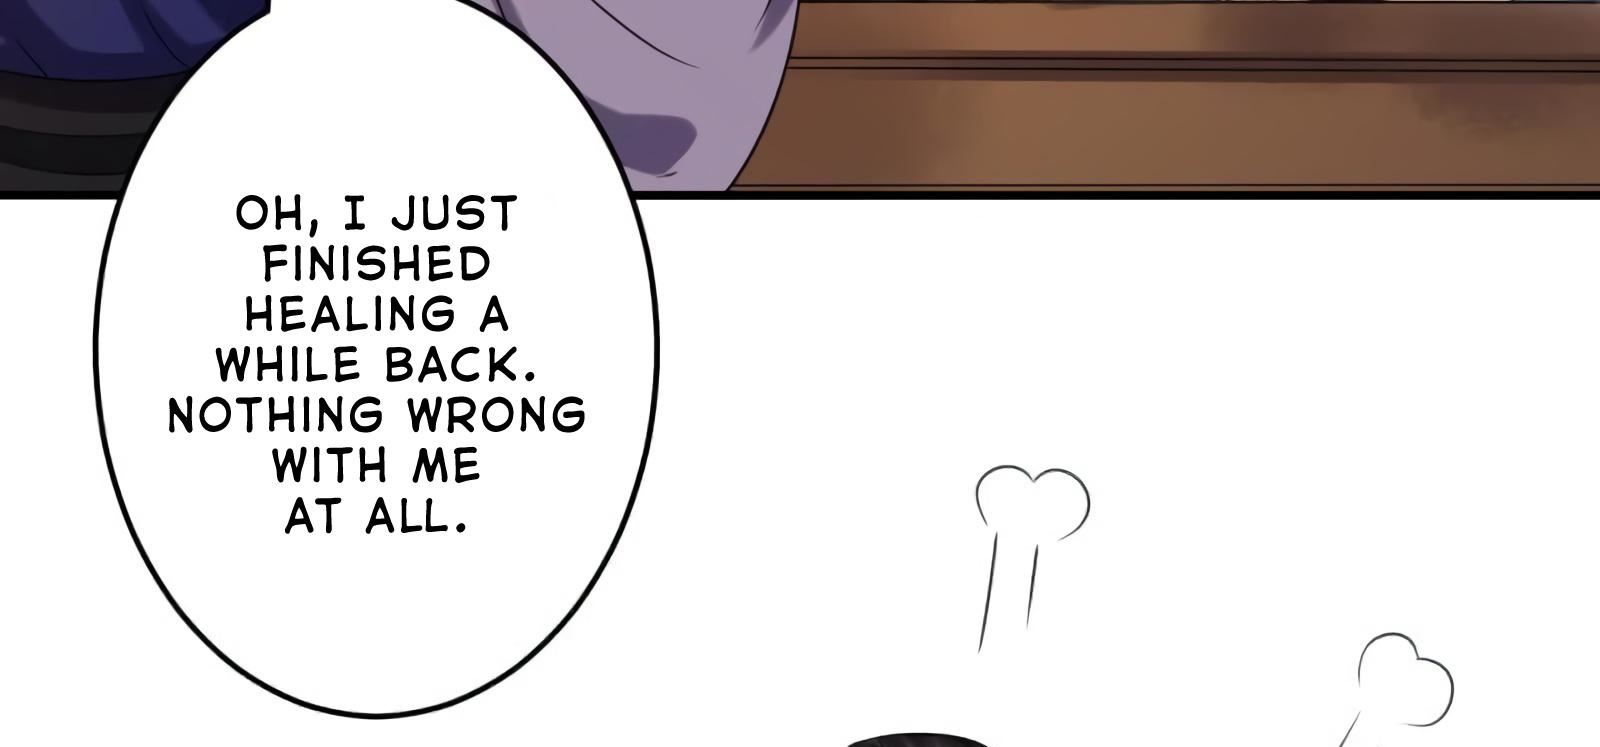 OH, I JUST
FINISHED
HEALING A
WHILE BACK.
NOTHING WRONG
WITH ME
AT ALL.